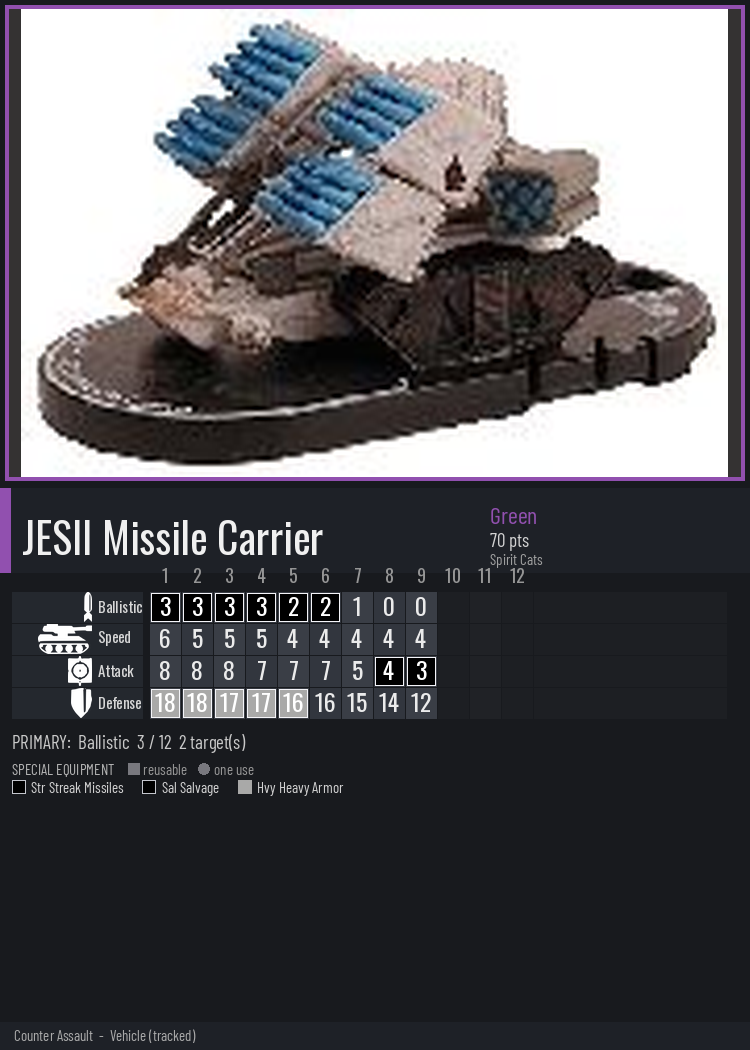 JESII Missile Carrier
Green
70 pts
Spirit Cats
1 2 3 4 5 6 7 8 9 10 11 12
Ballistic 3 3 3 3 2 2 1 0 0
Speed 6 5 5 5 4 4 4 4 4
Attack 8 8 8 7 7 7 5 4 3
Defense 18 18 17 17 16 16 15 14 12
PRIMARY: Ballistic 3 / 12 2 target(s)
SPECIAL EQUIPMENT reusable one use
Str Streak Missiles Sal Salvage Hvy Heavy Armor
Counter Assault - Vehicle (tracked)